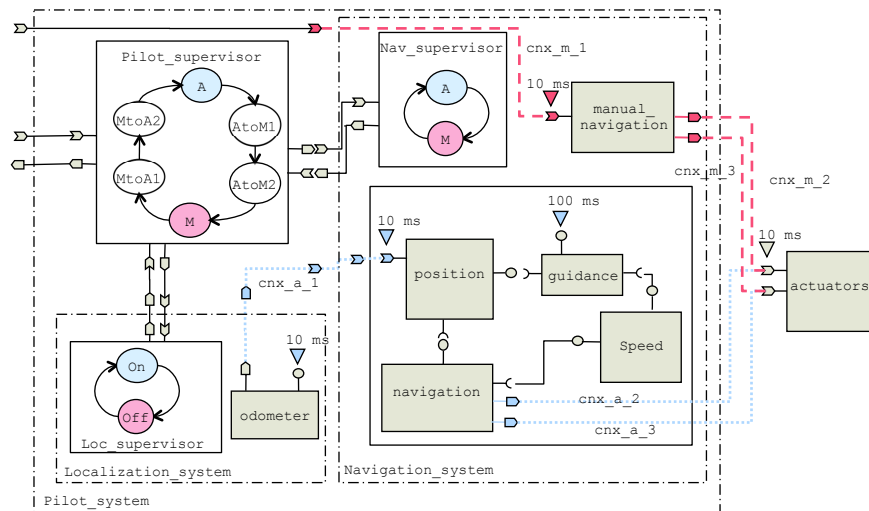 Pilot_supervisor
Nav_supervisor
cnx_m_1
A
A
10 ms
manual_
navigation
MtoA2
AtoM1
M
MtoA1
AtoM2
cnx_m_3
cnx_m_2
M
100 ms
10 ms
10 ms
position
guidance
actuators
cnx_a_1
10 ms
On
Speed
navigation
Off
odometer
cnx_a_2
cnx_a_3
Loc_supervisor
Localization_system
Navigation_system
Pilot_system